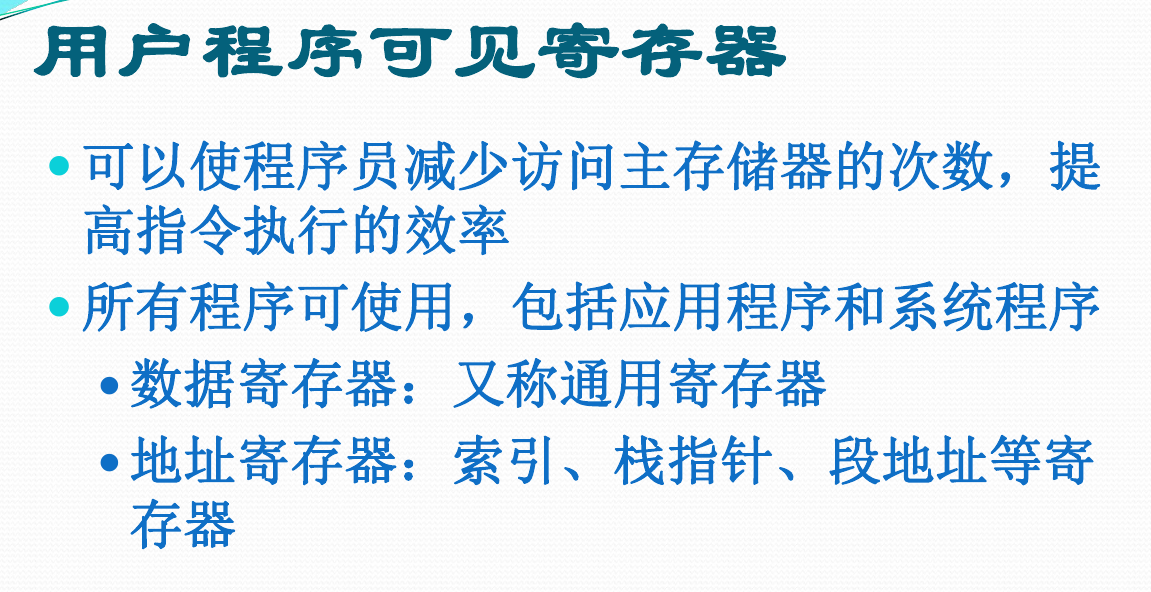 用户程序可见寄存器
•可以使程序员减少访问主存储器的次数，提
高指令执行的效率
•所有程序可使用，包括应用程序和系统程序
•数据寄存器：又称通用寄存器
•地址寄存器：索引、栈指针、段地址等寄
存器